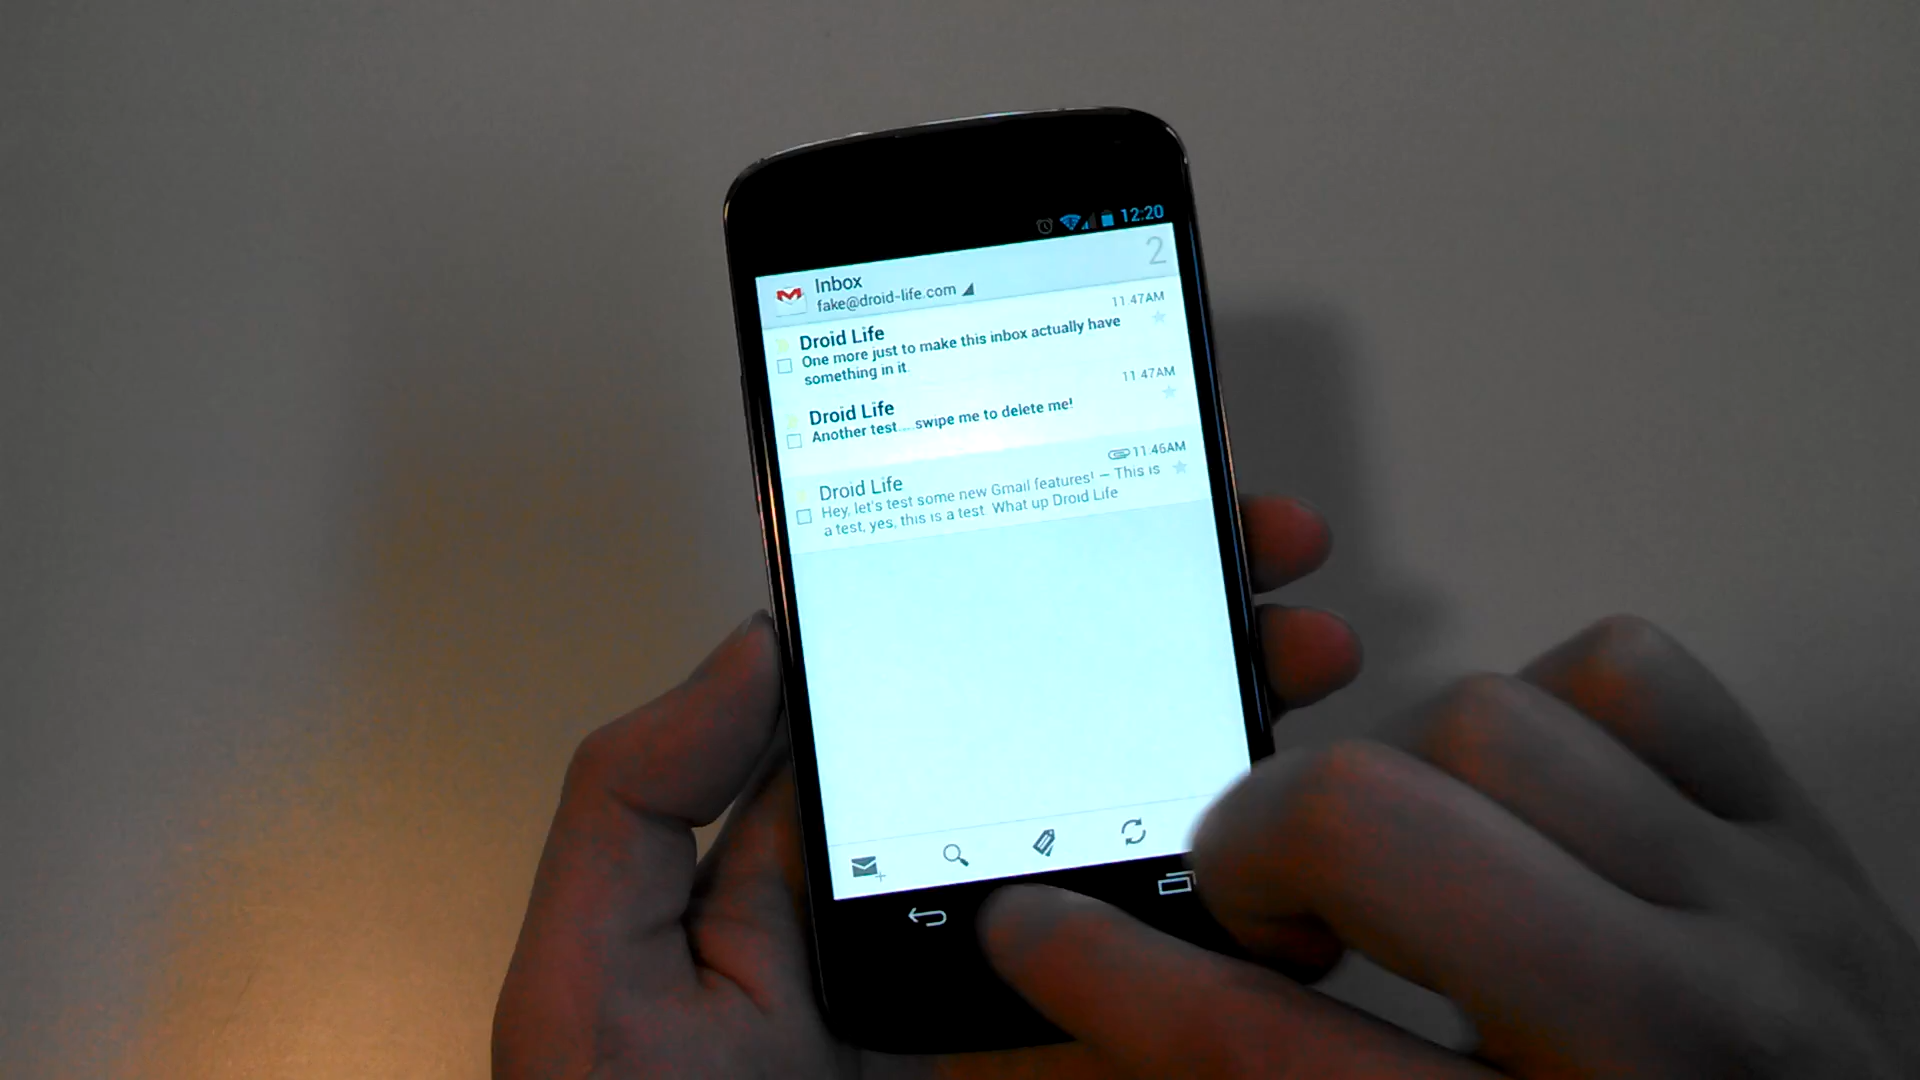 12:20
Inbox
2
fake@droid-life.com
11:47AM
Droid Life
One more just to make this inbox actually have
something in it.
11:47AM
Droid Life
Another test....swipe me to delete me!
11:46AM
Droid Life
Hey, let's test some new Gmail features! – This is
a test, yes, this is a test. What up Droid Life